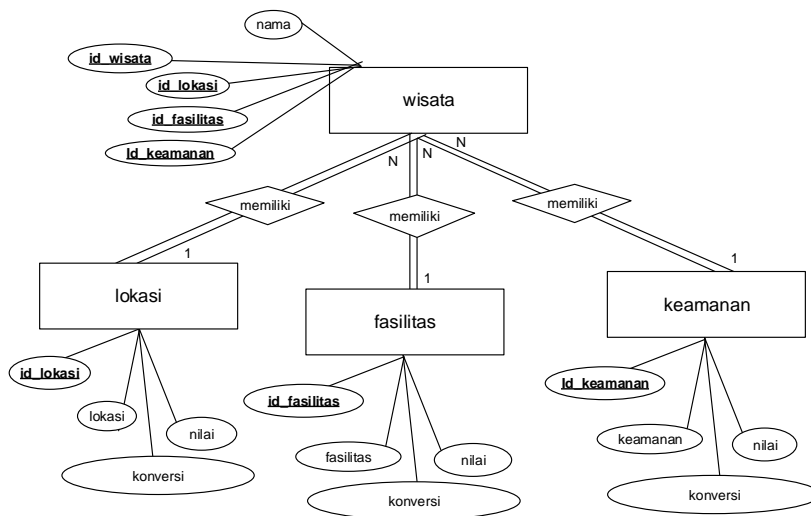 nama
id_wisata
id_lokasi
wisata
id_fasilitas
Id_keamanan
N
N
N
memiliki
memiliki
memiliki
1
1
1
lokasi
fasilitas
keamanan
id_lokasi
lokasi
nilai
konversi
id_fasilitas
fasilitas
nilai
konversi
Id_keamanan
keamanan
nilai
konversi